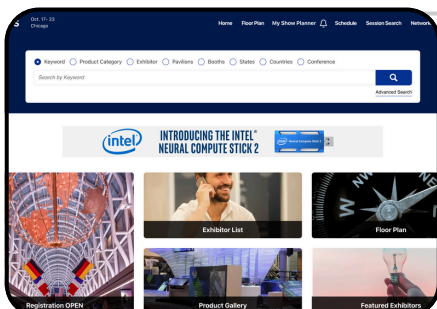 Oct. 17- 23
Chicago
Home Floor Plan My Show Planner Schedule Session Search
Keyword Product Category Exhibitor Pavilions Booths States Countries Conference
Search by Keyword
Advanced Search
intel
INTRODUCING THE INTEL®
NEURAL COMPUTE STICK 2
Exhibitor List
Floor Plan
Registration OPEN
Product Gallery
Featured Exhibitors